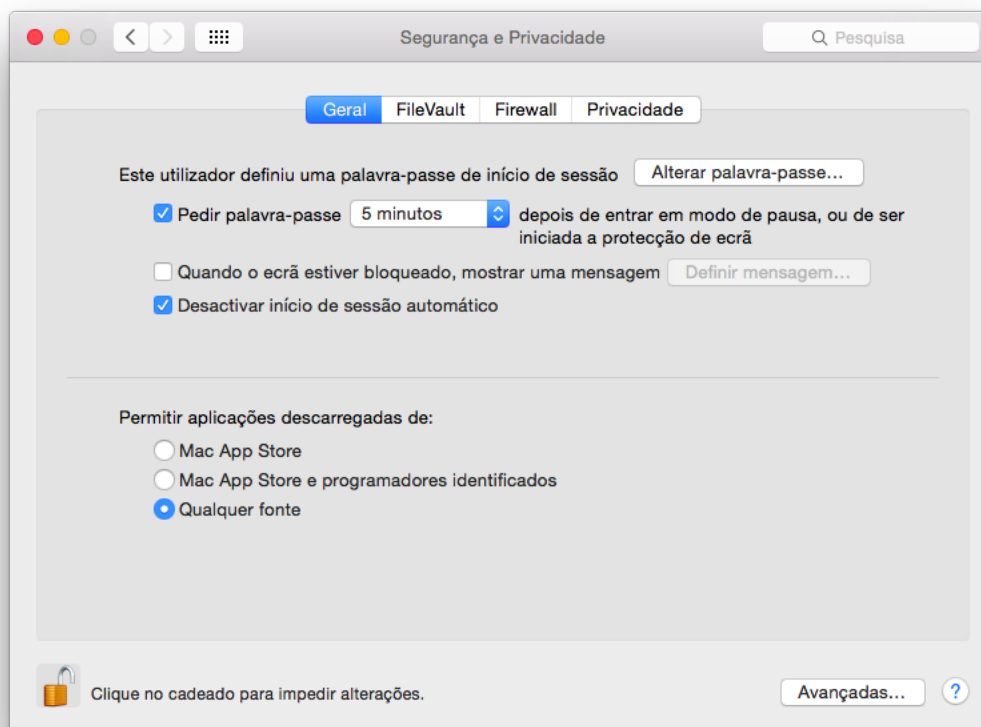 Segurança e Privacidade
Pesquisa
Geral
FileVault
Firewall
Privacidade
Este utilizador definiu uma palavra-passe de início de sessão
Alterar palavra-passe...
Pedir palavra-passe
5 minutos
depois de entrar em modo de pausa, ou de ser
iniciada a protecção de ecrã
Quando o ecrã estiver bloqueado, mostrar uma mensagem
Definir mensagem...
Desactivar início de sessão automático
Permitir aplicações descarregadas de:
Mac App Store
Mac App Store e programadores identificados
Qualquer fonte
Clique no cadeado para impedir alterações.
Avançadas...
?